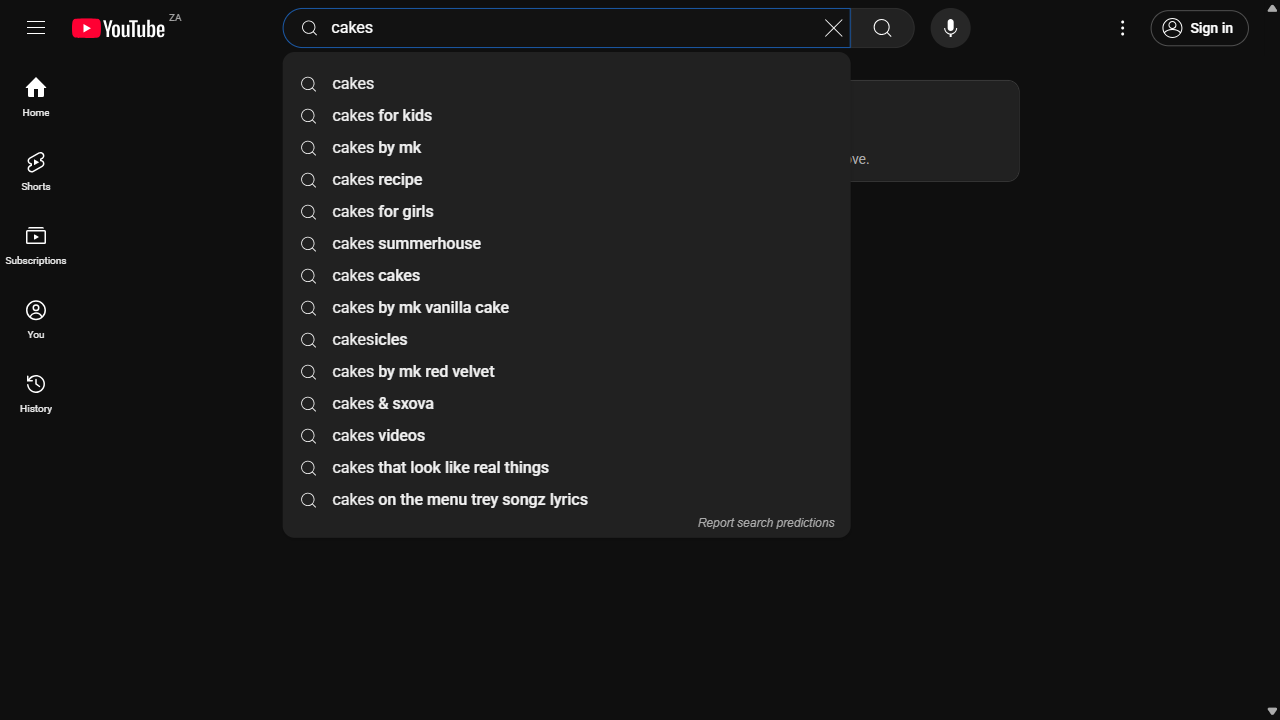 YouTube ZA
cakes
Sign in
Home
Shorts
Subscriptions
You
History
cakes
cakes for kids
cakes by mk
cakes recipe
cakes for girls
cakes summerhouse
cakes cakes
cakes by mk vanilla cake
cakesicles
cakes by mk red velvet
cakes & sxova
cakes videos
cakes that look like real things
cakes on the menu trey songz lyrics
Report search predictions